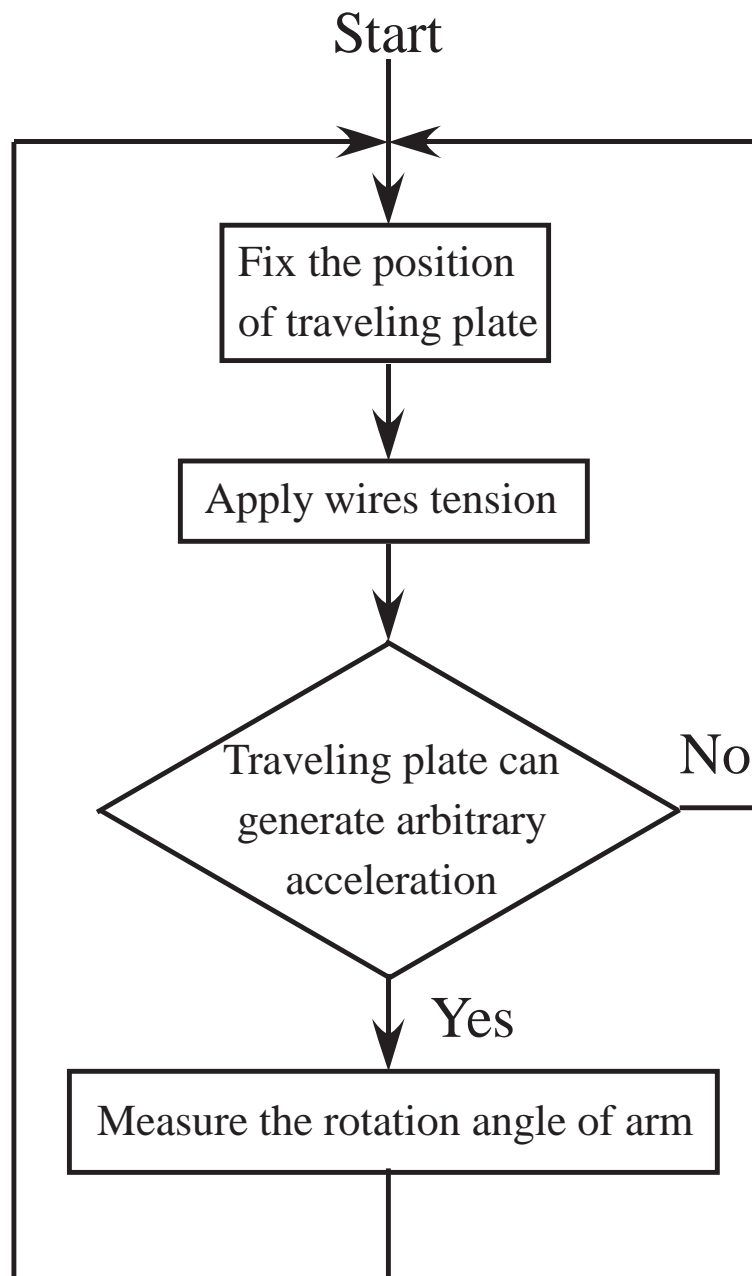 Start
Fix the position
of traveling plate
Apply wires tension
Traveling plate can
generate arbitrary
acceleration
No
Yes
Measure the rotation angle of arm